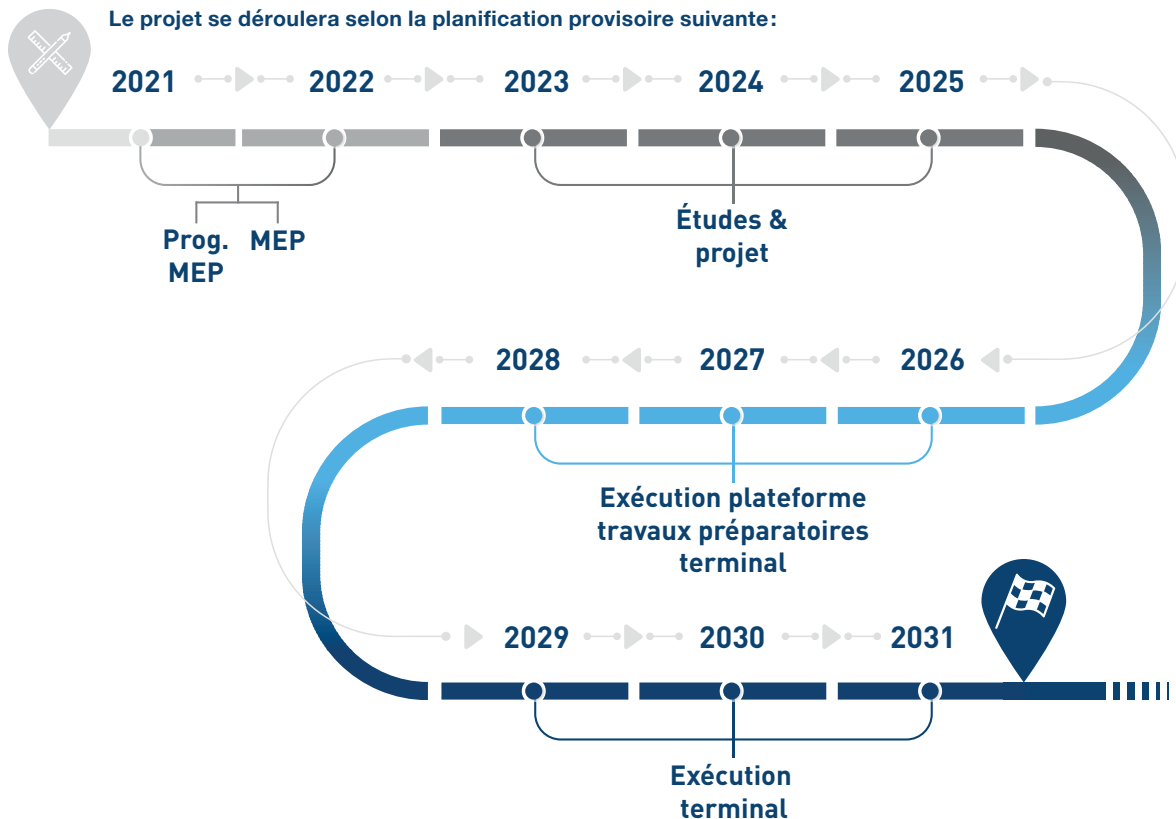 Le projet se déroulera selon la planification provisoire suivante:
2021 2022 2023 2024 2025
Prog. MEP
MEP
Études &
projet
2028 2027 2026
Exécution plateforme
travaux préparatoires
terminal
2029 2030 2031
Exécution
terminal